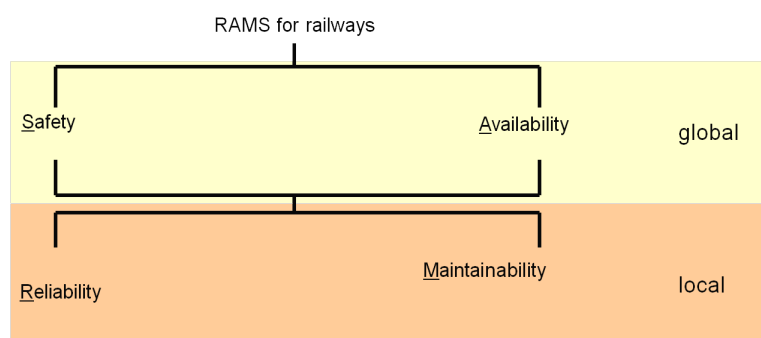 RAMS for railways
Safety
Availability
global
Maintainability
Reliability
local